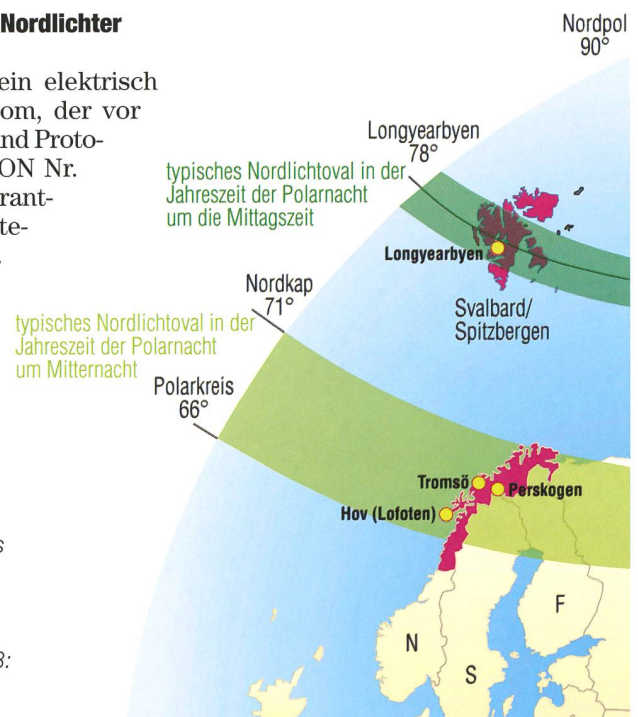 Nordlichter
ein elektrisch
om, der vor
nd Proto-
ON Nr.
rant-
te-
s
3:
Nordpol
90°
Longyearbyen
78°
typisches Nordlichtoval in der
Jahreszeit der Polarnacht
um die Mittagszeit
Longyearbyen
Svalbard/
Spitzbergen
Nordkap
71°
typisches Nordlichtoval in der
Jahreszeit der Polarnacht
um Mitternacht
Polarkreis
66°
Tromsö
Perskogen
Hov (Lofoten)
N
S
F